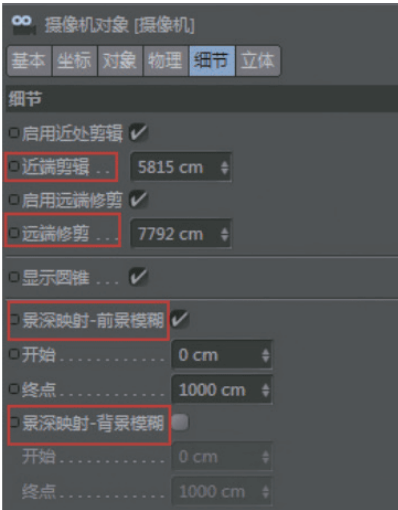 摄像机对象 [摄像机]
基本 坐标 对象 物理 细节 立体
细节
启用近处剪辑
近端剪辑 . . 5815 cm
启用远端修剪
远端修剪 . . . 7792 cm
显示圆锥 . . .
景深映射-前景模糊
开始 . . . . . . . . . . . . 0 cm
终点 . . . . . . . . . . . . 1000 cm
景深映射-背景模糊
开始 . . . . . . . . . . . . 0 cm
终点 . . . . . . . . . . . . 1000 cm